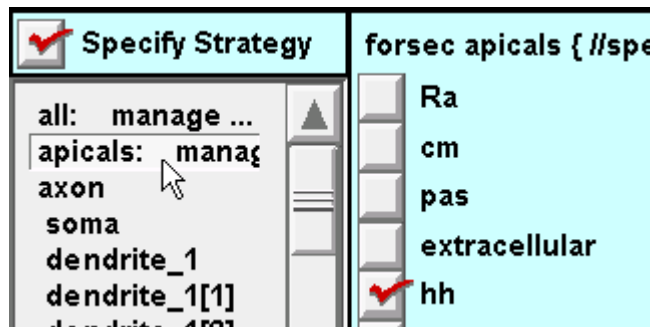 Specify Strategy
all: manage ...
apicals: manag
axon
soma
dendrite_1
dendrite_1[1]
forsec apicals { //spe
Ra
cm
pas
extracellular
hh